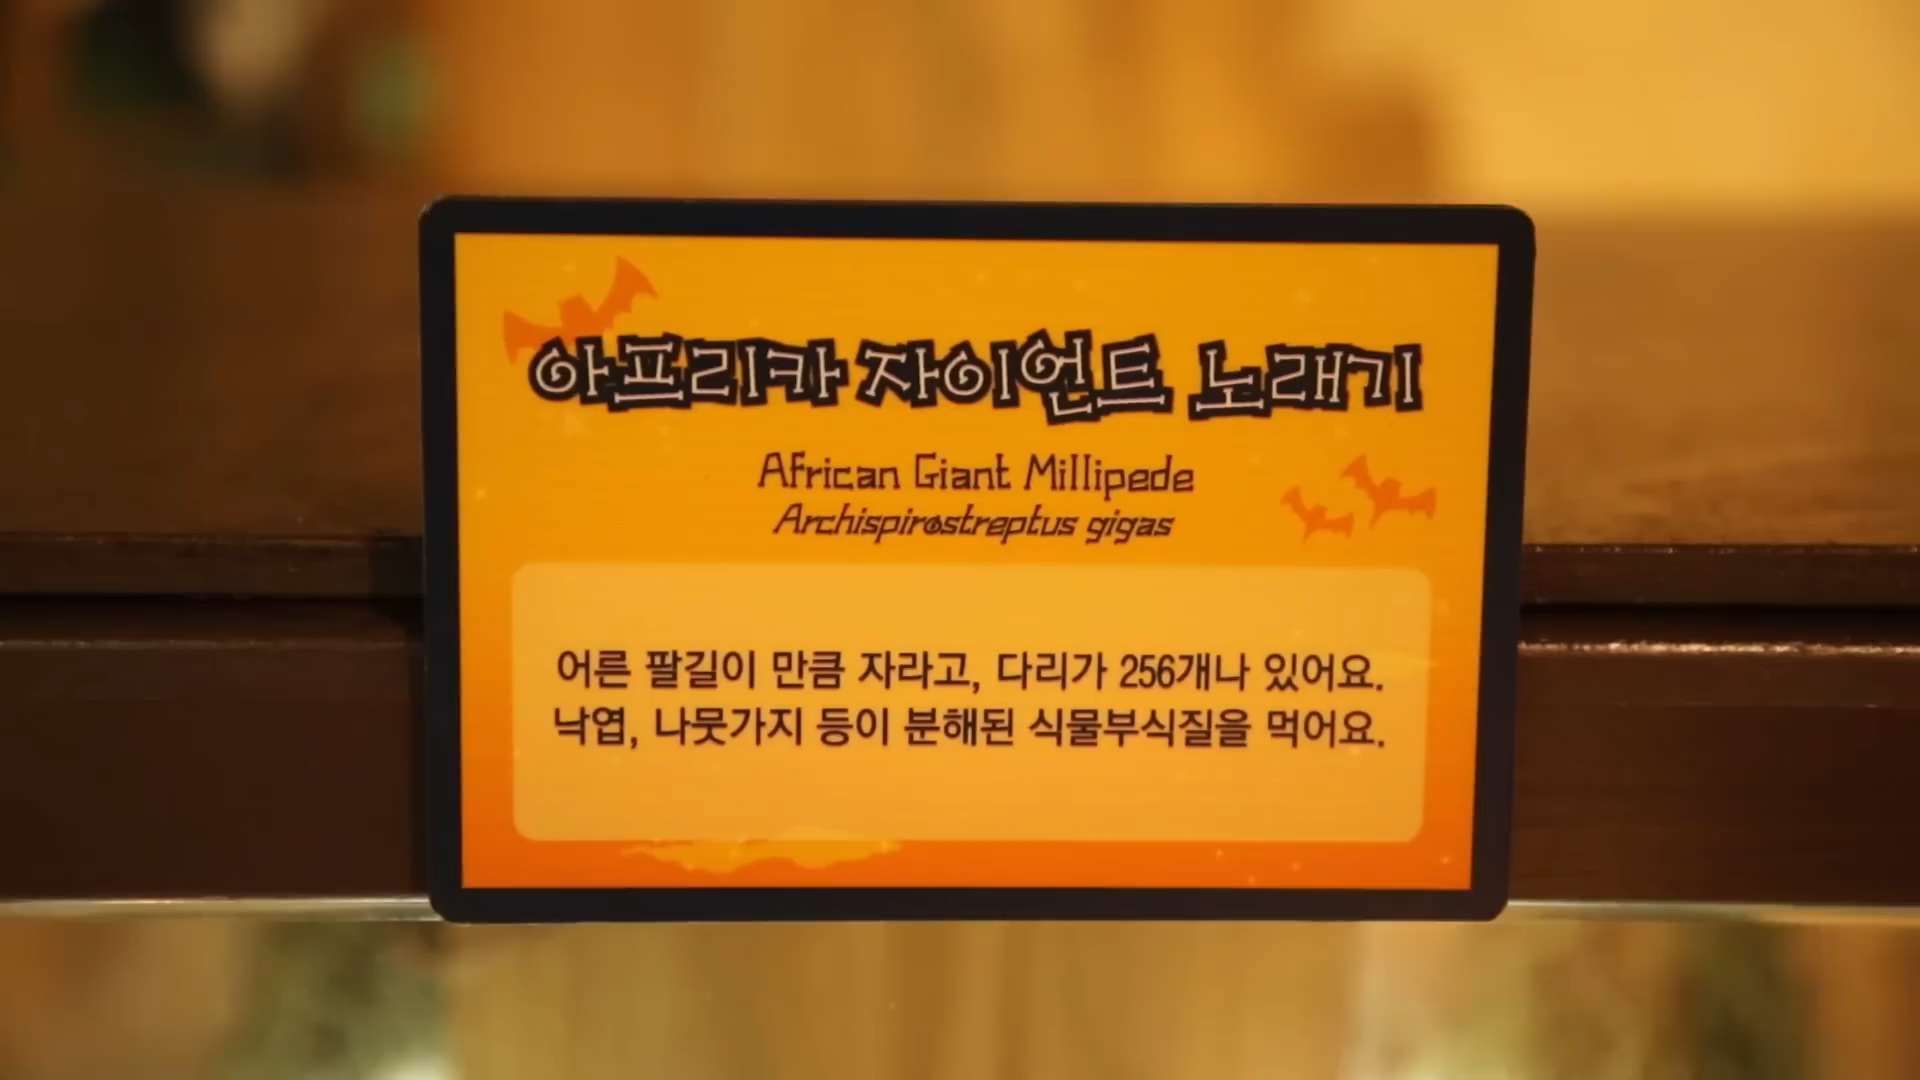 아프리카 자이언트 노래기
African Giant Millipede
Archispirostreptus gigas
어른 팔길이 만큼 자라고, 다리가 256개나 있어요.
낙엽, 나뭇가지 등이 분해된 식물부식질을 먹어요.